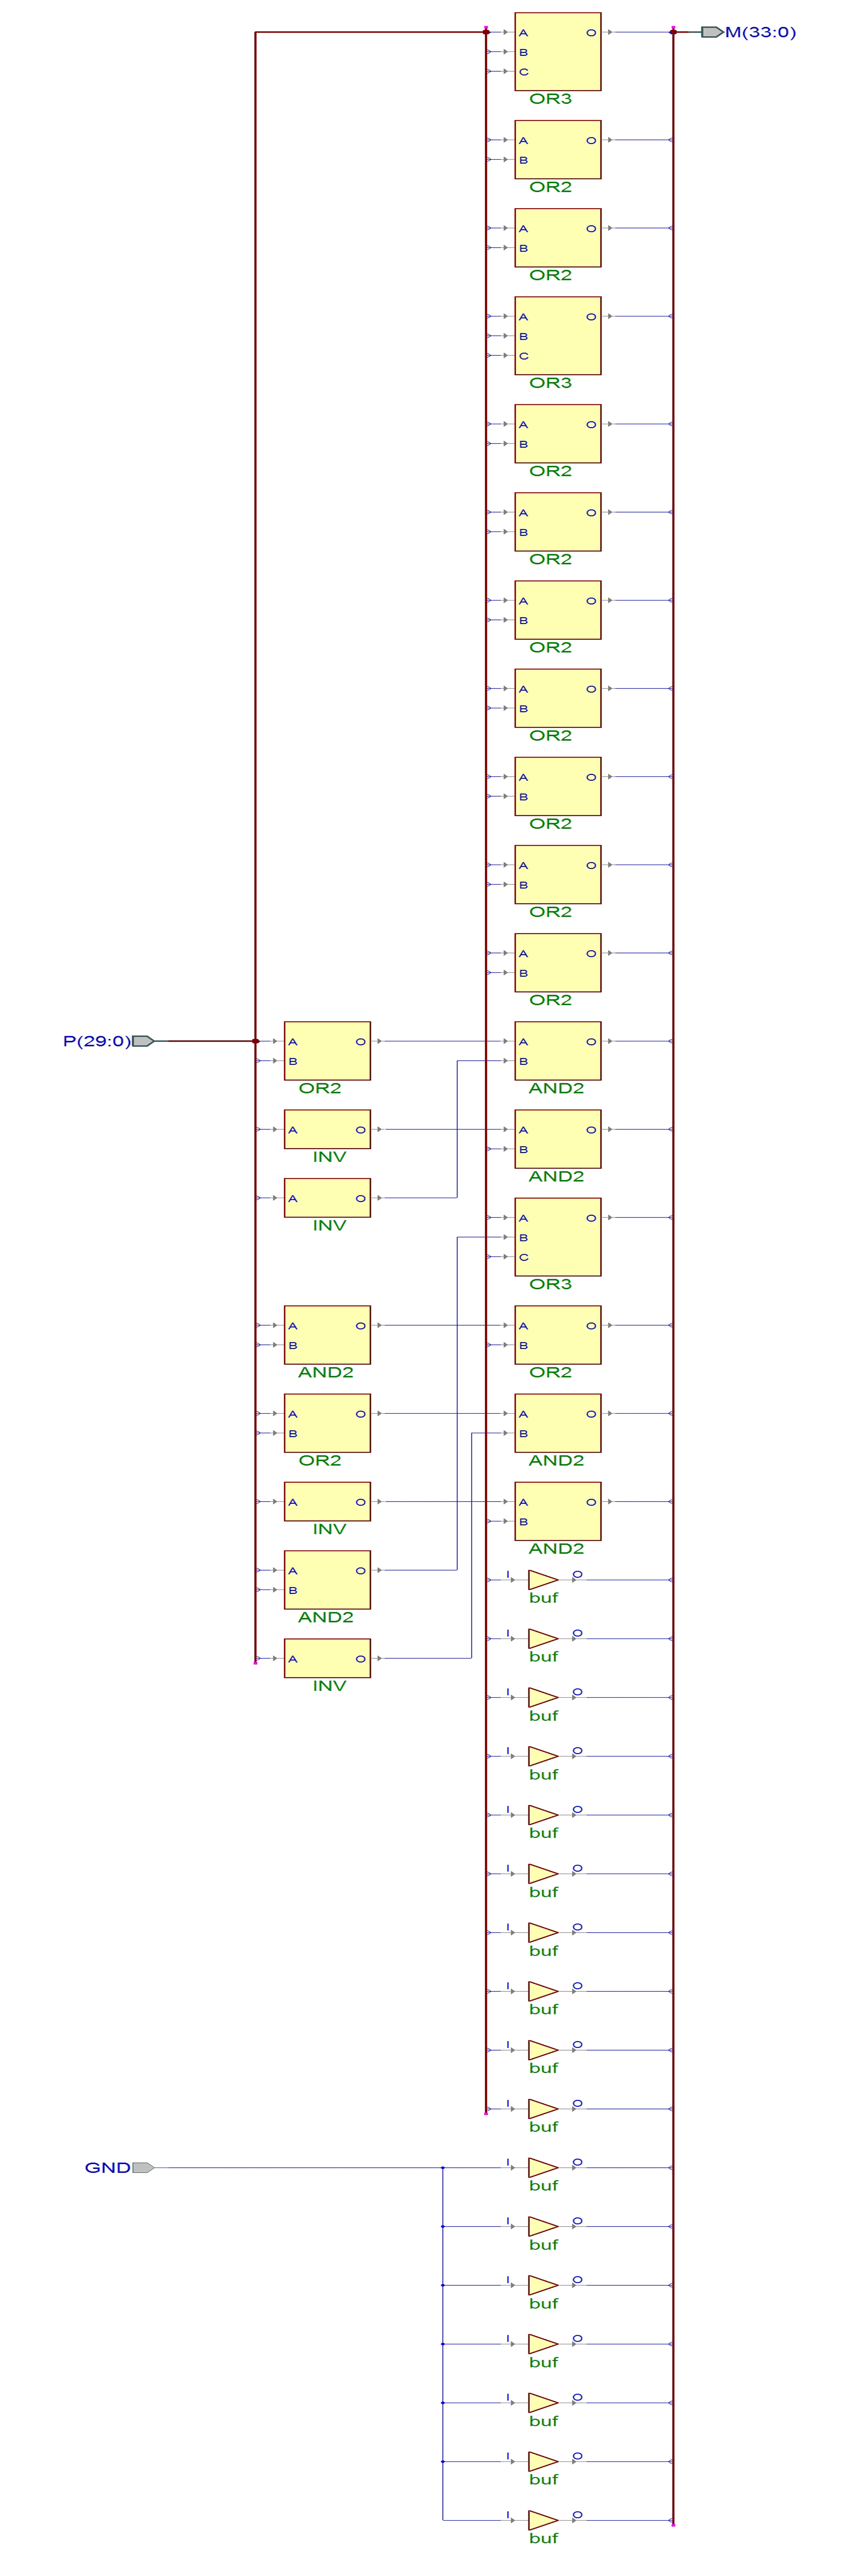 A O M(33:0)
B
C
OR3
A O
B
OR2
A O
B
OR2
A O
B
C
OR3
A O
B
OR2
A O
B
OR2
A O
B
OR2
A O
B
OR2
A O
B
OR2
A O
B
OR2
A O
B
OR2
P(29:0) A O A O
B B
OR2 AND2
A O A O
B
INV
AND2
A O
A O
INV
B
C
OR3
A O A O
B B
AND2 OR2
A O A O
B B
OR2 AND2
A O A O
B
INV
AND2
A O I O
B
buf
AND2
I O
buf
A O
INV
I O
buf
I O
buf
I O
buf
I O
buf
I O
buf
I O
buf
I O
buf
I O
buf
GND I O
buf
I O
buf
I O
buf
I O
buf
I O
buf
I O
buf
I O
buf